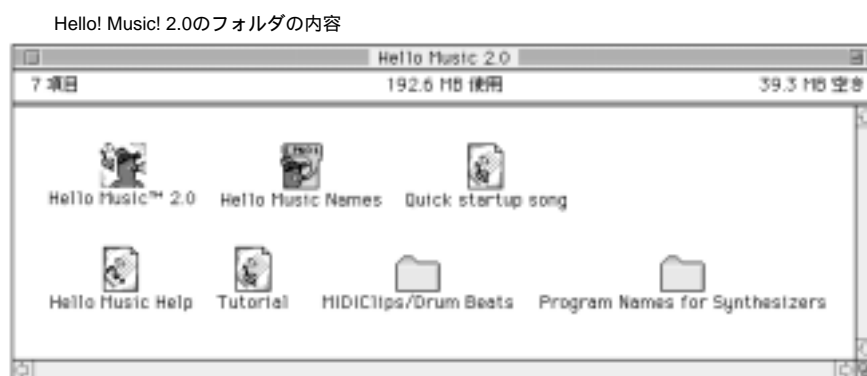 Hello! Music! 2.0のフォルダの内容
Hello Music 2.0
7 項目 192.6 MB 使用 39.3 MB 空き
Hello Music™ 2.0 Hello Music Names Quick startup song
Hello Music Help Tutorial MIDIClips/Drum Beats Program Names for Synthesizers